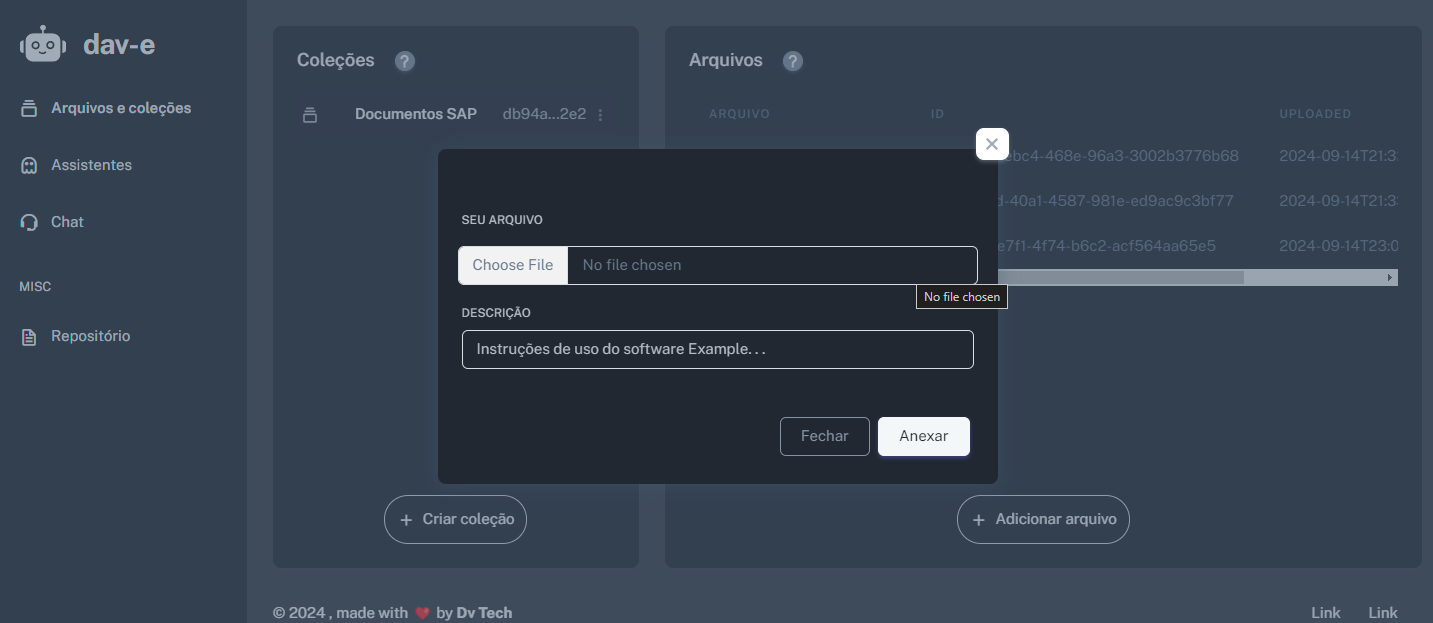 dav-e
Arquivos e coleções
Assistentes
Chat
MISC
Repositório
Coleções ?
Documentos SAP db94a...2e2
Criar coleção
Arquivos ?
ARQUIVO ID UPLOADED
bc4-468e-96a3-3002b3776b68 2024-09-14T21:3
-40a1-4587-981e-ed9ac9c3bf77 2024-09-14T21:3
e7f1-4f74-b6c2-acf564aa65e5 2024-09-14T23:0
Adicionar arquivo
SEU ARQUIVO
Choose File No file chosen
No file chosen
DESCRIÇÃO
Instruções de uso do software Example...
Fechar Anexar
© 2024 , made with ❤️ by Dv Tech
Link Link